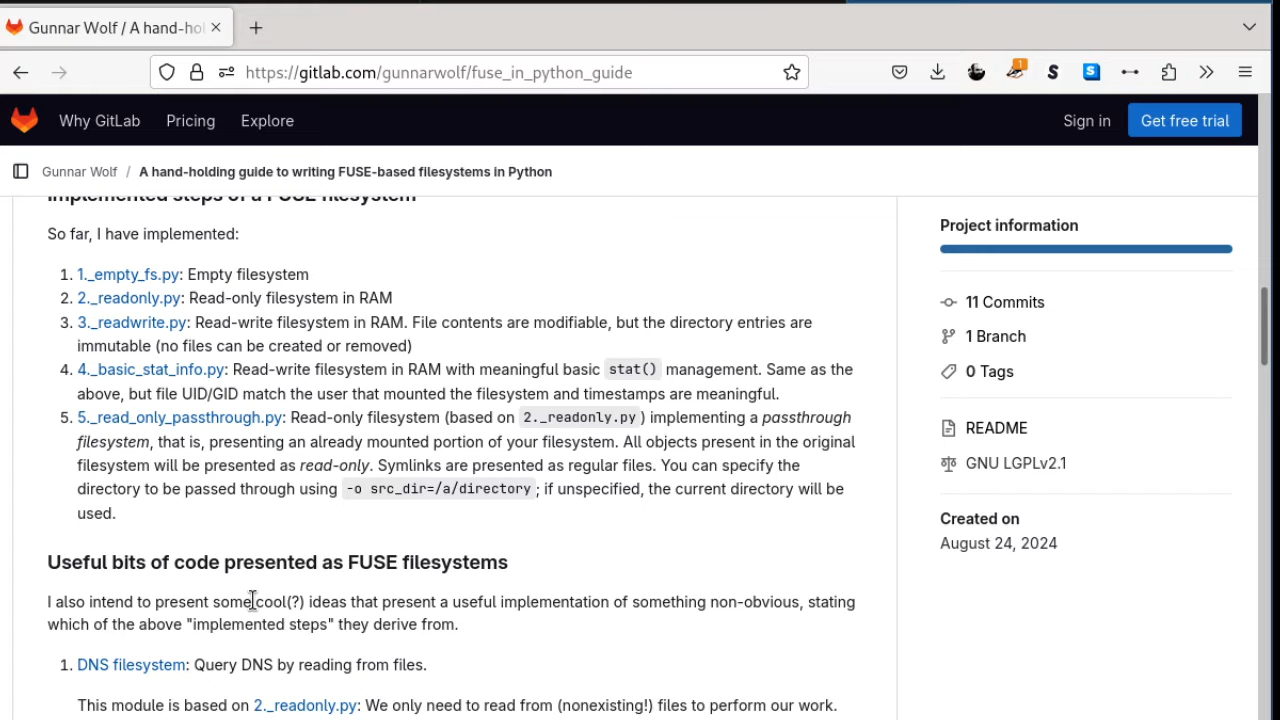 Gunnar Wolf / A hand-hol
https://gitlab.com/gunnarwolf/fuse_in_python_guide
1
S
S
Why GitLab
Pricing
Explore
Sign in
Get free trial
Gunnar Wolf / A hand-holding guide to writing FUSE-based filesystems in Python
Implemented steps of a FUSE filesystem
So far, I have implemented:
1. 1._empty_fs.py: Empty filesystem
2. 2._readonly.py: Read-only filesystem in RAM
3. 3._readwrite.py: Read-write filesystem in RAM. File contents are modifiable, but the directory entries are
immutable (no files can be created or removed)
4. 4._basic_stat_info.py: Read-write filesystem in RAM with meaningful basic stat() management. Same as the
above, but file UID/GID match the user that mounted the filesystem and timestamps are meaningful.
5. 5._read_only_passthrough.py: Read-only filesystem (based on 2._readonly.py) implementing a passthrough
filesystem, that is, presenting an already mounted portion of your filesystem. All objects present in the original
filesystem will be presented as read-only. Symlinks are presented as regular files. You can specify the
directory to be passed through using -o src_dir=/a/directory; if unspecified, the current directory will be
used.
Useful bits of code presented as FUSE filesystems
I also intend to present some cool(?) ideas that present a useful implementation of something non-obvious, stating
which of the above "implemented steps" they derive from.
1. DNS filesystem: Query DNS by reading from files.
This module is based on 2._readonly.py: We only need to read from (nonexisting!) files to perform our work.
Project information
11 Commits
1 Branch
0 Tags
README
GNU LGPLv2.1
Created on
August 24, 2024